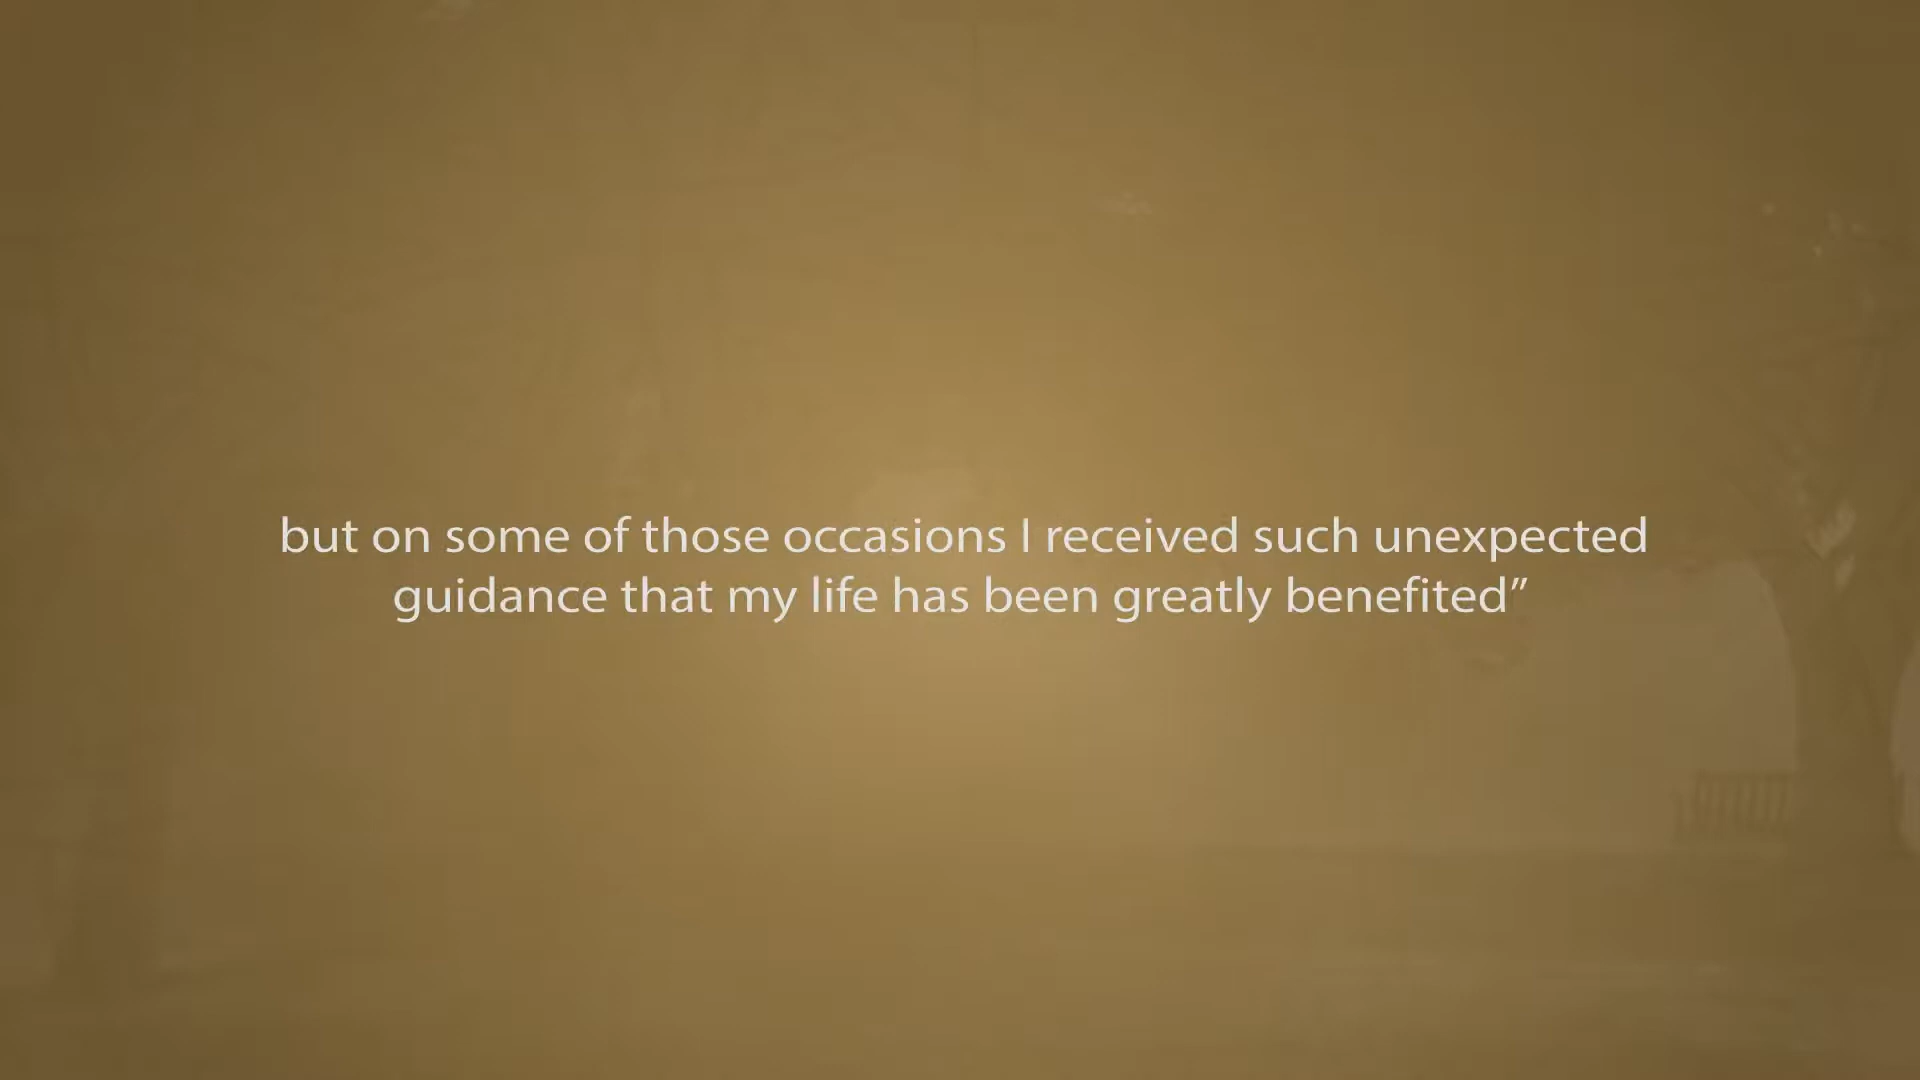 but on some of those occasions I received such unexpected
guidance that my life has been greatly benefited”